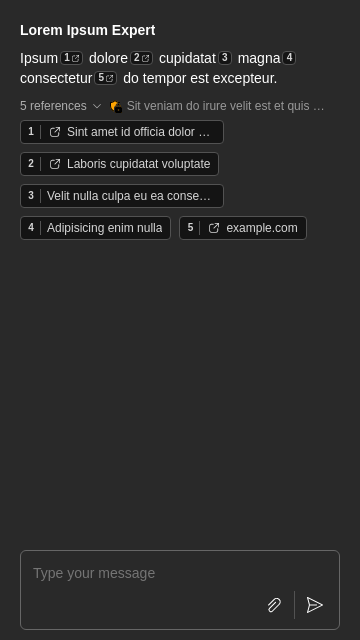 Lorem Ipsum Expert
Ipsum 1 dolore 2 cupidatat 3 magna 4
consectetur 5 do tempor est excepteur.
5 references Sit veniam do irure velit est et quis …
1 Sint amet id officia dolor …
2 Laboris cupidatat voluptate
3 Velit nulla culpa eu ea conse…
4 Adipisicing enim nulla 5 example.com
Type your message